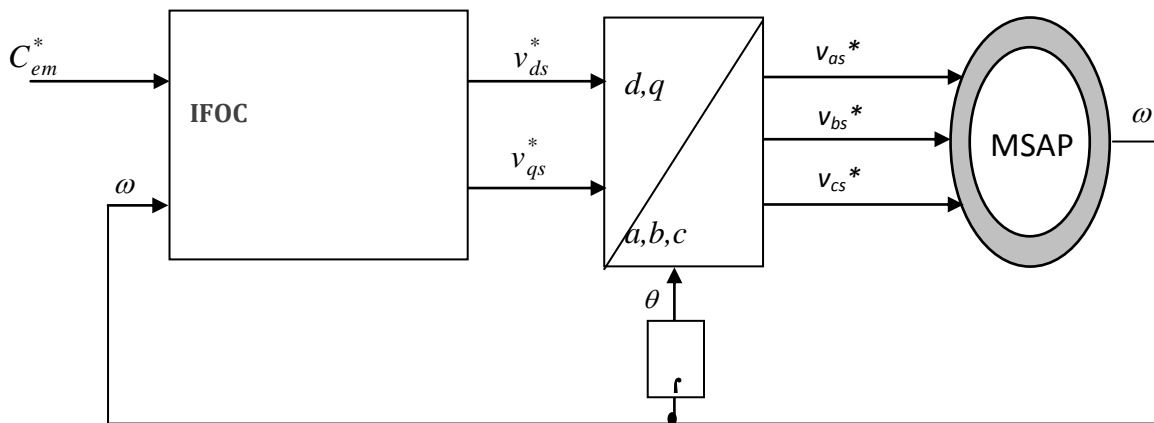 C*em
IFOC
ω
v*ds
v*qs
d,q
a,b,c
θ
vas*
vbs*
vcs*
MSAP
ω